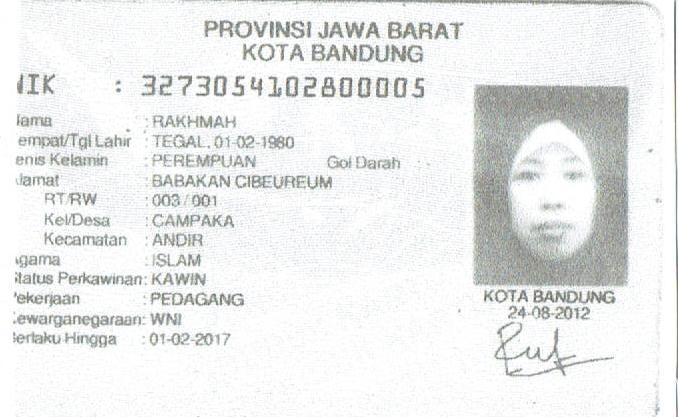 PROVINSI JAWA BARAT
KOTA BANDUNG
NIK : 3273054102800005
Nama : RAKHMAH
Tempat/Tgl Lahir : TEGAL, 01-02-1980
Jenis Kelamin : PEREMPUAN Gol Darah :
Alamat : BABAKAN CIBEUREUM
RT/RW : 003 / 001
Kel/Desa : CAMPAKA
Kecamatan : ANDIR
Agama : ISLAM
Status Perkawinan : KAWIN
Pekerjaan : PEDAGANG
Kewarganegaraan : WNI
Berlaku Hingga : 01-02-2017
KOTA BANDUNG
24-08-2012